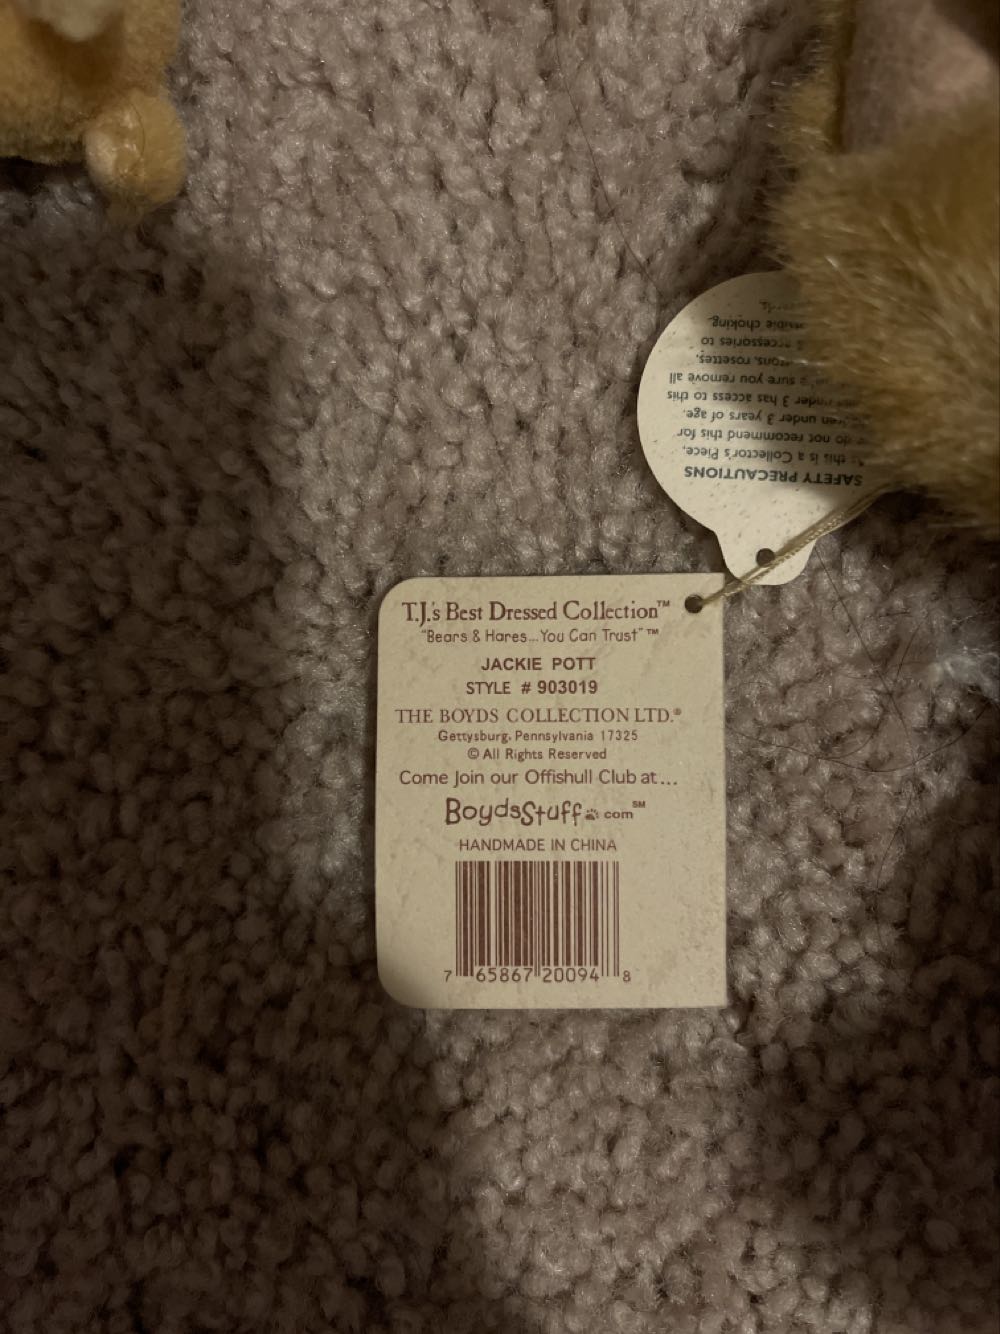 T.J.'s Best Dressed Collection™
"Bears & Hares...You Can Trust"™
JACKIE POTT
STYLE # 903019
THE BOYDS COLLECTION LTD.®
Gettysburg, Pennsylvania 17325
© All Rights Reserved
Come Join our Offishull Club at...
BoydsStuff.com℠
HANDMADE IN CHINA
7 65867 20094 8
SAFETY PRECAUTIONS
As this is a Collector's Piece,
do not recommend this for
under 3 years of age.
under 3 has access to this
sure you remove all
rosettes,
accessories to
choking